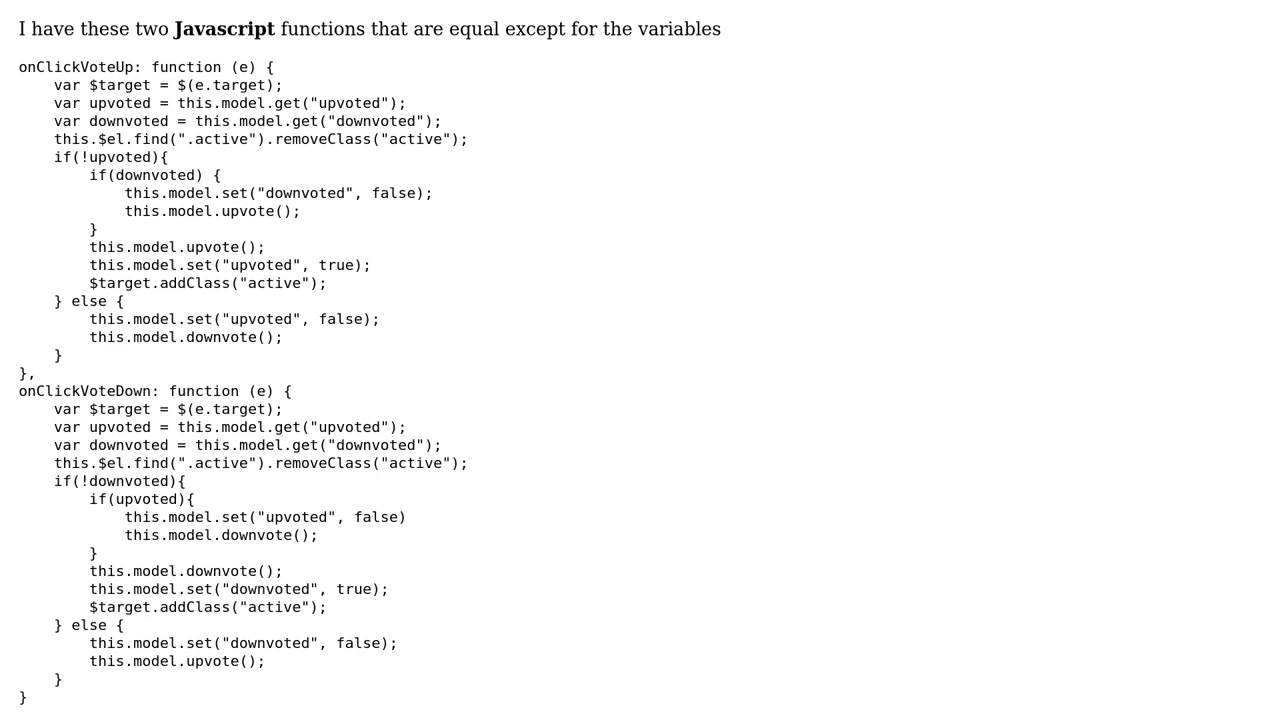 I have these two Javascript functions that are equal except for the variables
onClickVoteUp: function (e) {
    var $target = $(e.target);
    var upvoted = this.model.get("upvoted");
    var downvoted = this.model.get("downvoted");
    this.$el.find(".active").removeClass("active");
    if(!upvoted){
        if(downvoted) {
            this.model.set("downvoted", false);
            this.model.upvote();
        }
        this.model.upvote();
        this.model.set("upvoted", true);
        $target.addClass("active");
    } else {
        this.model.set("upvoted", false);
        this.model.downvote();
    }
},
onClickVoteDown: function (e) {
    var $target = $(e.target);
    var upvoted = this.model.get("upvoted");
    var downvoted = this.model.get("downvoted");
    this.$el.find(".active").removeClass("active");
    if(!downvoted){
        if(upvoted){
            this.model.set("upvoted", false)
            this.model.downvote();
        }
        this.model.downvote();
        this.model.set("downvoted", true);
        $target.addClass("active");
    } else {
        this.model.set("downvoted", false);
        this.model.upvote();
    }
}